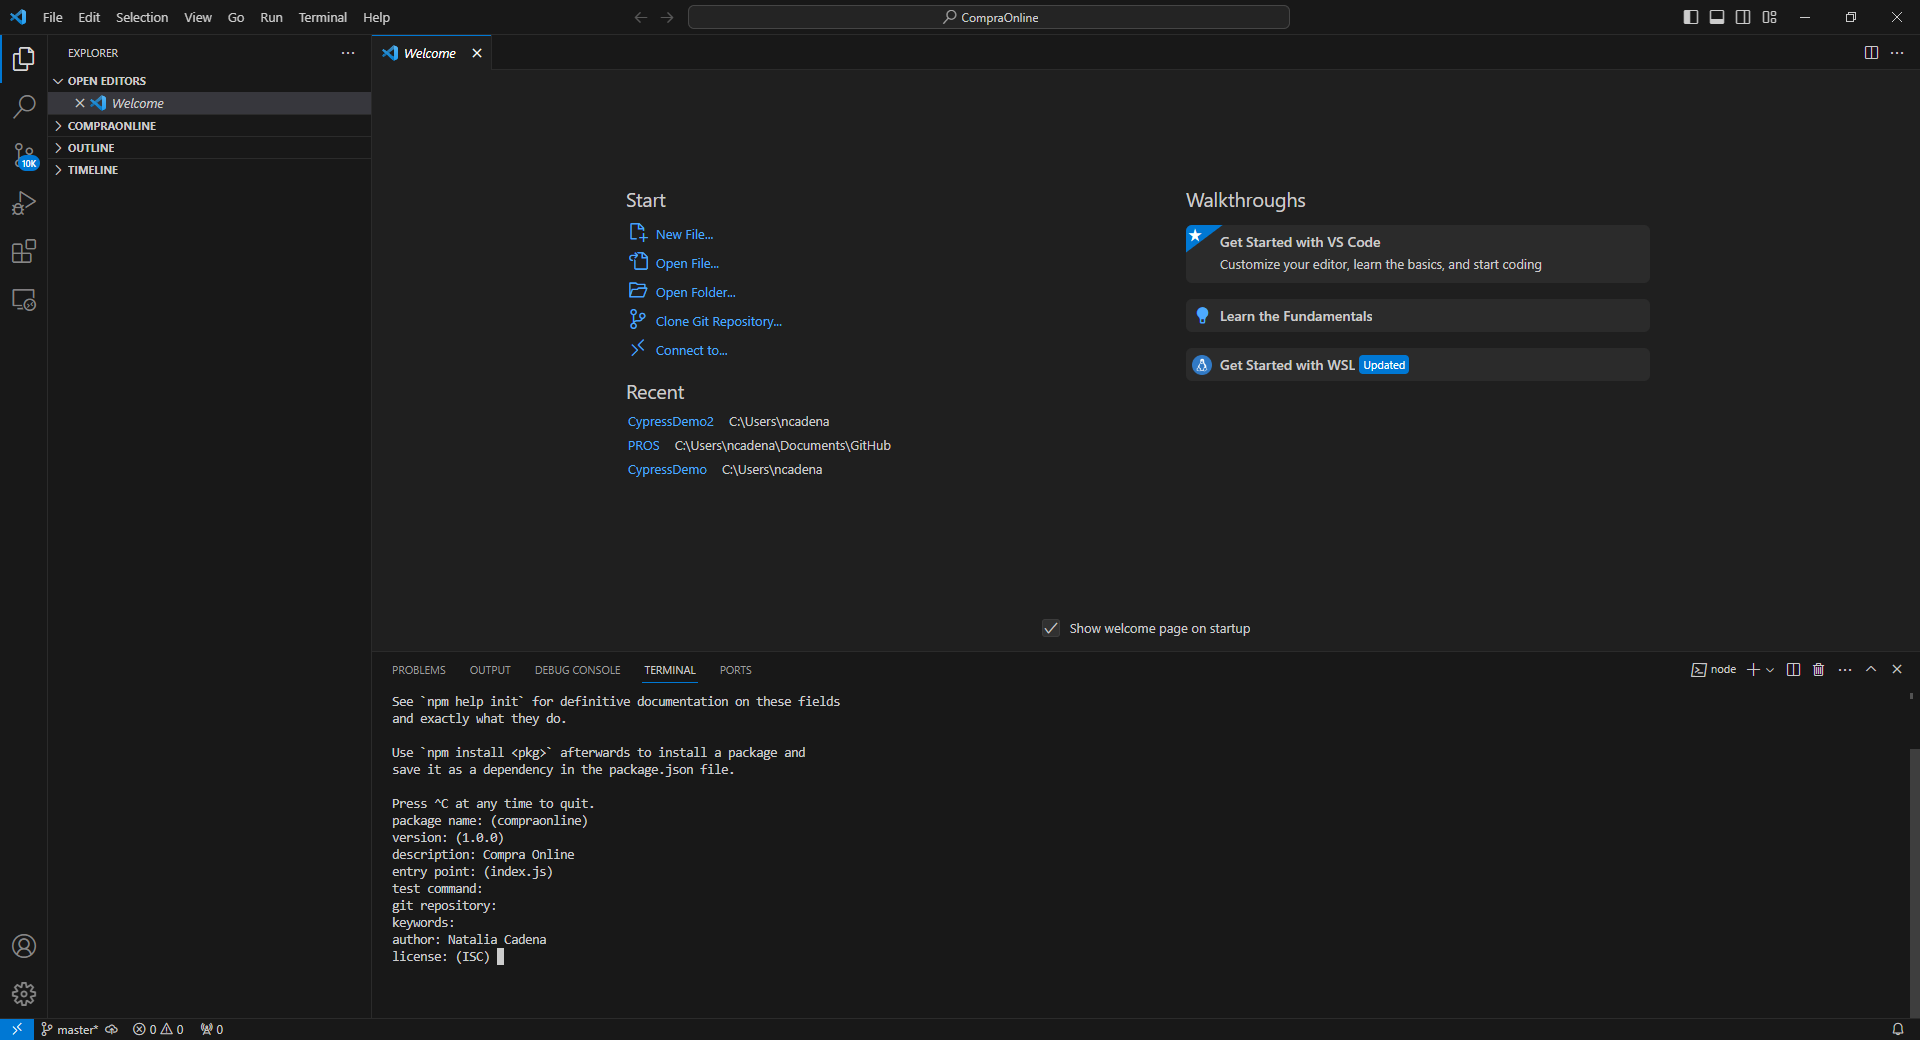 File Edit Selection View Go Run Terminal Help
CompraOnline
EXPLORER
OPEN EDITORS
Welcome
COMPRAONLINE
OUTLINE
TIMELINE
10K
Welcome
Start
New File...
Open File...
Open Folder...
Clone Git Repository...
Connect to...
Recent
CypressDemo2 C:\Users\ncadena
PROS C:\Users\ncadena\Documents\GitHub
CypressDemo C:\Users\ncadena
Walkthroughs
Get Started with VS Code
Customize your editor, learn the basics, and start coding
Learn the Fundamentals
Get Started with WSL Updated
Show welcome page on startup
PROBLEMS OUTPUT DEBUG CONSOLE TERMINAL PORTS
node
See `npm help init` for definitive documentation on these fields
and exactly what they do.
Use `npm install <pkg>` afterwards to install a package and
save it as a dependency in the package.json file.
Press ^C at any time to quit.
package name: (compraonline)
version: (1.0.0)
description: Compra Online
entry point: (index.js)
test command:
git repository:
keywords:
author: Natalia Cadena
license: (ISC)
master* 0 0 0